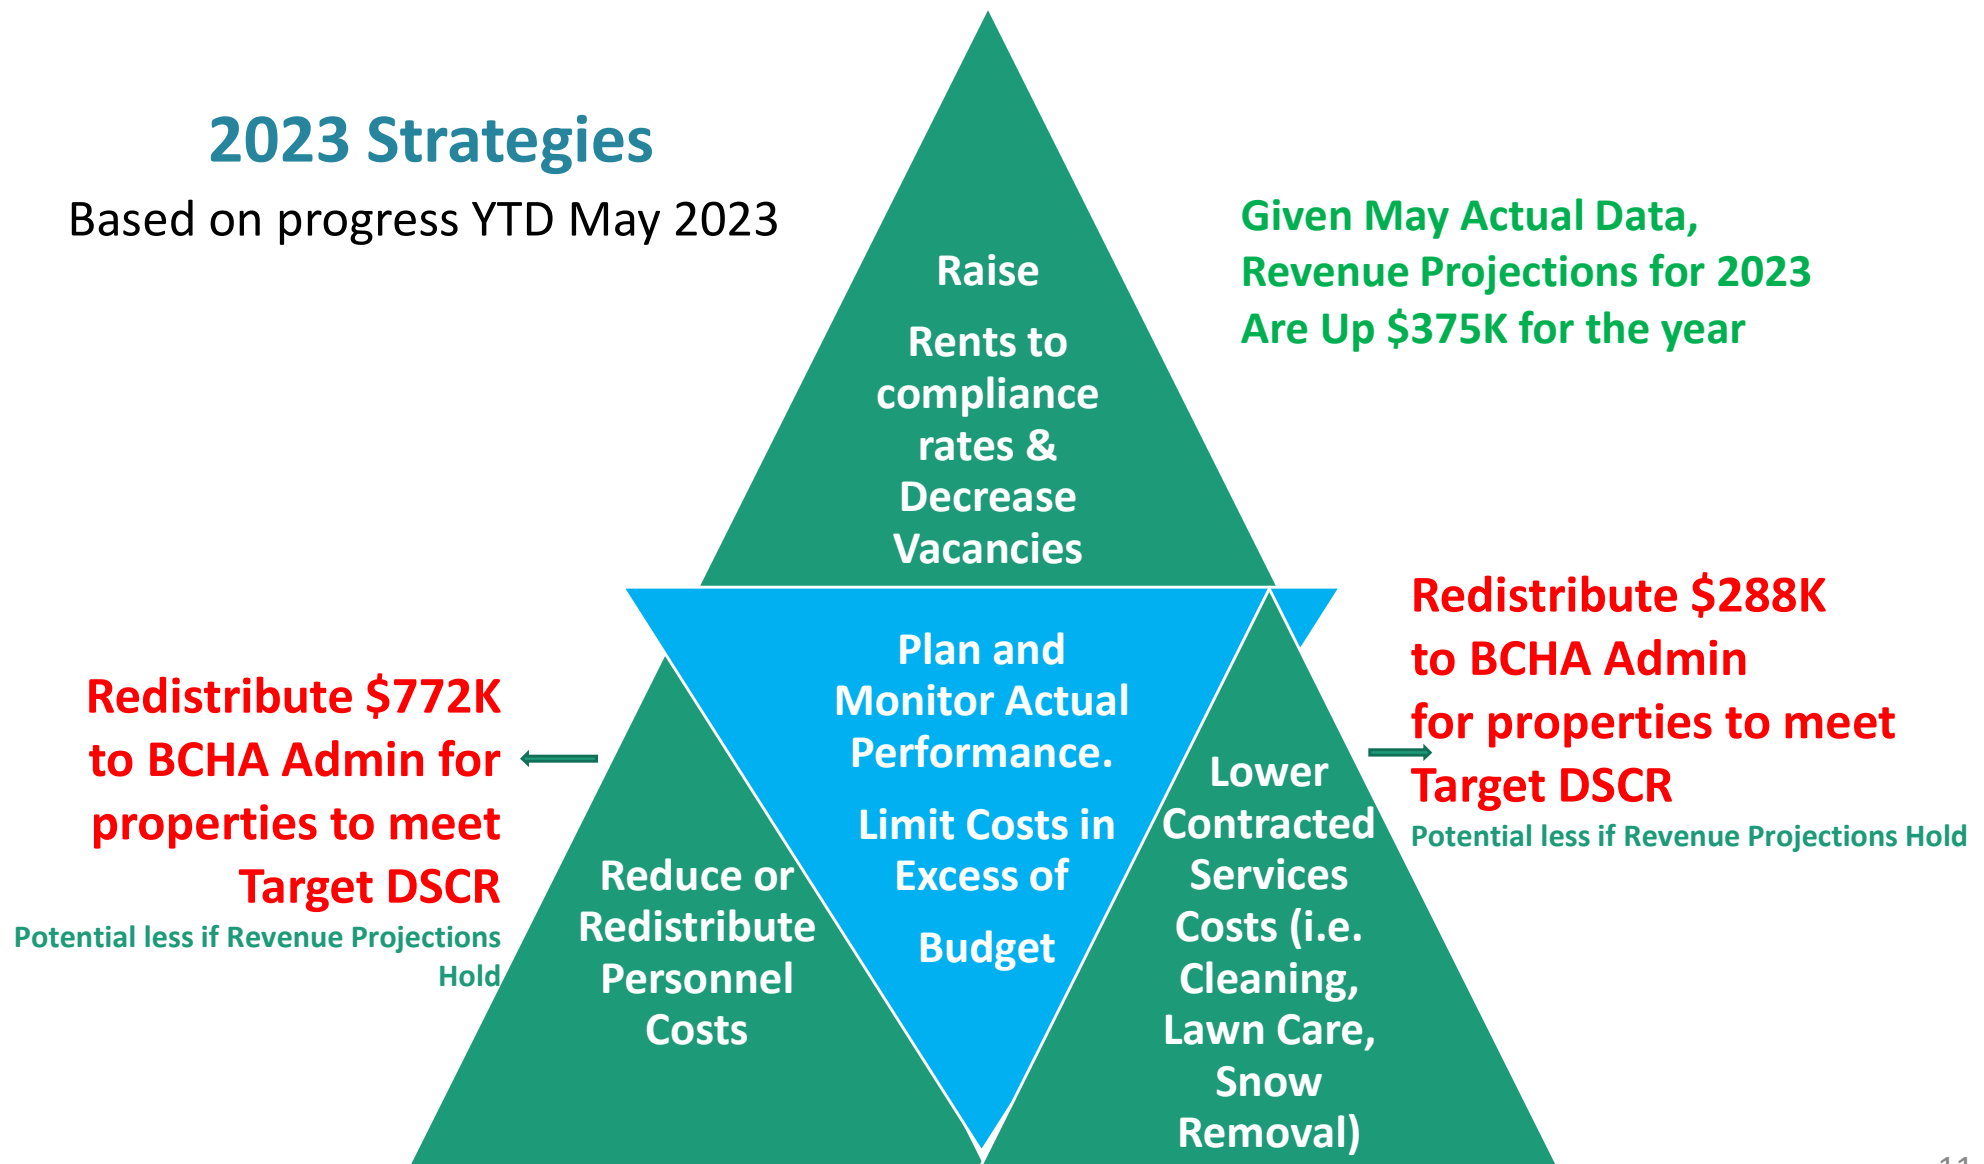 2023 Strategies
Based on progress YTD May 2023
Given May Actual Data,
Revenue Projections for 2023
Are Up $375K for the year
Raise
Rents to
compliance
rates &
Decrease
Vacancies
Redistribute $772K
to BCHA Admin for
properties to meet
Target DSCR
Potential less if Revenue Projections
Hold
Reduce or
Redistribute
Personnel
Costs
Plan and
Monitor Actual
Performance.
Limit Costs in
Excess of
Budget
Lower
Contracted
Services
Costs (i.e.
Cleaning,
Lawn Care,
Snow
Removal)
Redistribute $288K
to BCHA Admin
for properties to meet
Target DSCR
Potential less if Revenue Projections Hold
11